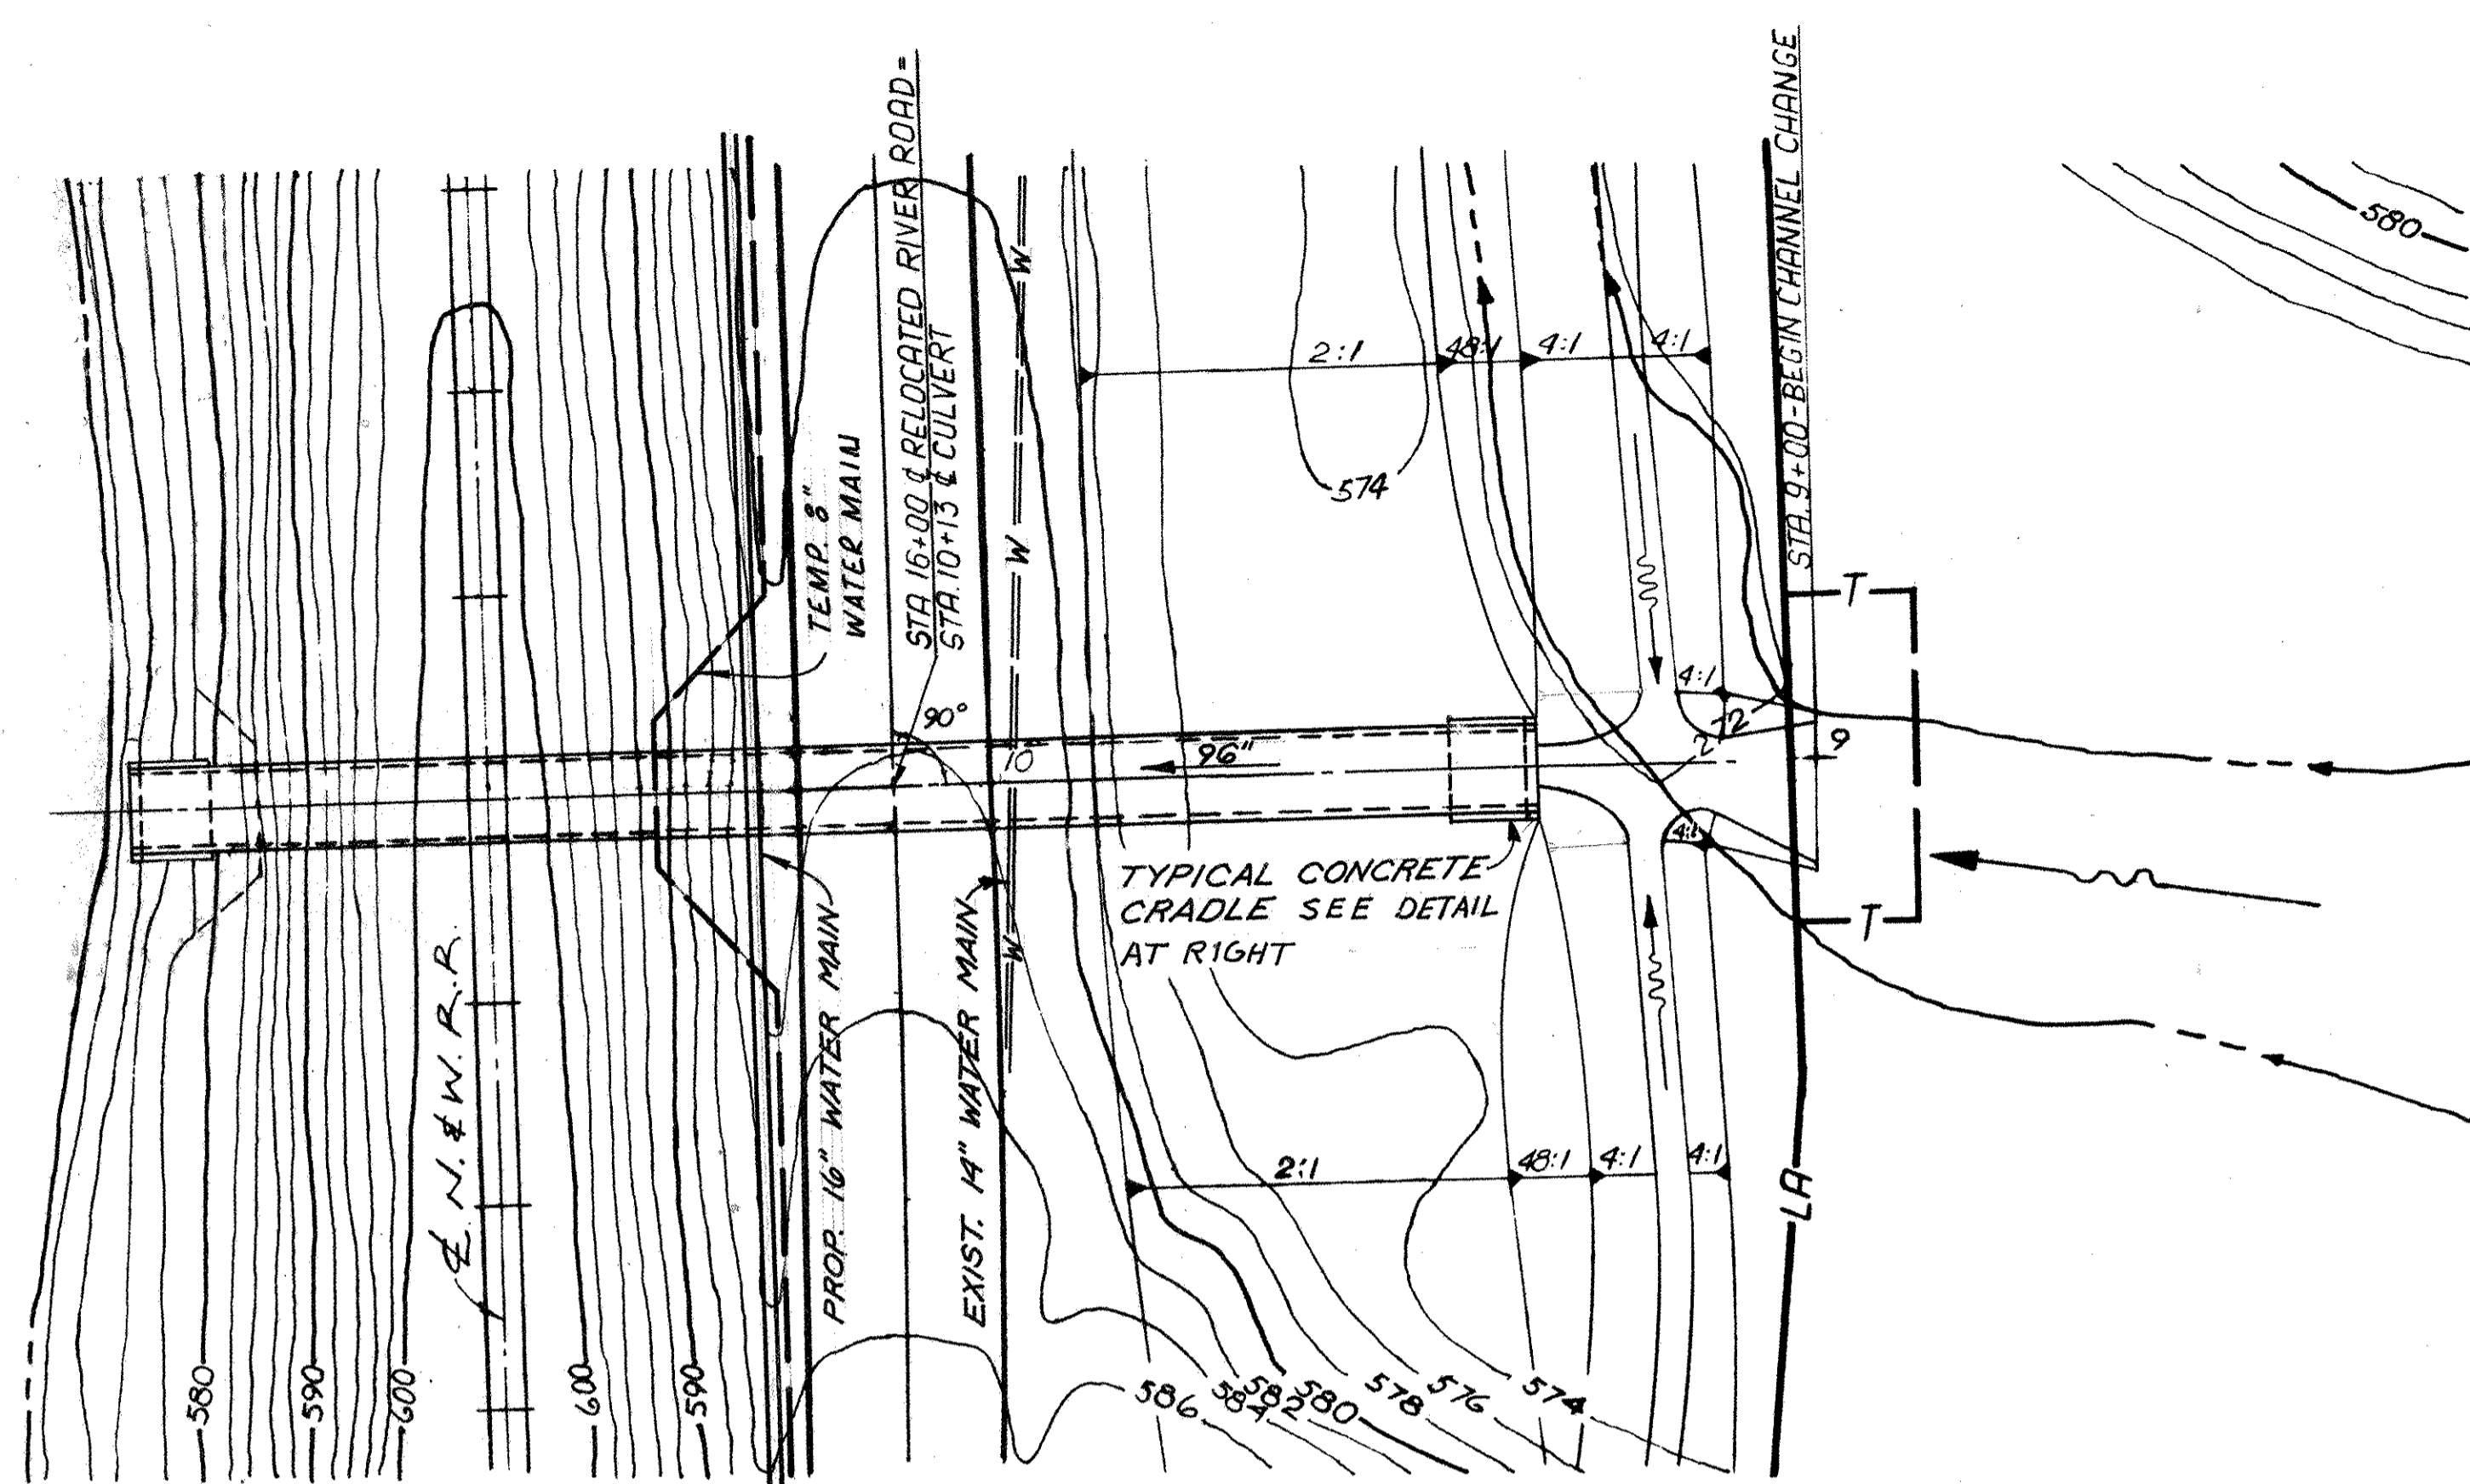 STA. 9+00-BEGIN CHANNEL CHANGE
580
STA 16+00 ℄ RELOCATED RIVER ROAD=
STA. 10+13 ℄ CULVERT
TEMP. 8"
WATER MAIN
2:1
48:1
4:1
4:1
574
W
W
W
90°
10
96"
4:1
2
2
9
T
T
4:1
TYPICAL CONCRETE
CRADLE SEE DETAIL
AT RIGHT
PROP. 16" WATER MAIN
EXIST. 14" WATER MAIN
℄ N. & W. R.R.
2:1
48:1
4:1
4:1
LA
580
590
600
600
590
586
584
582
580
578
576
574